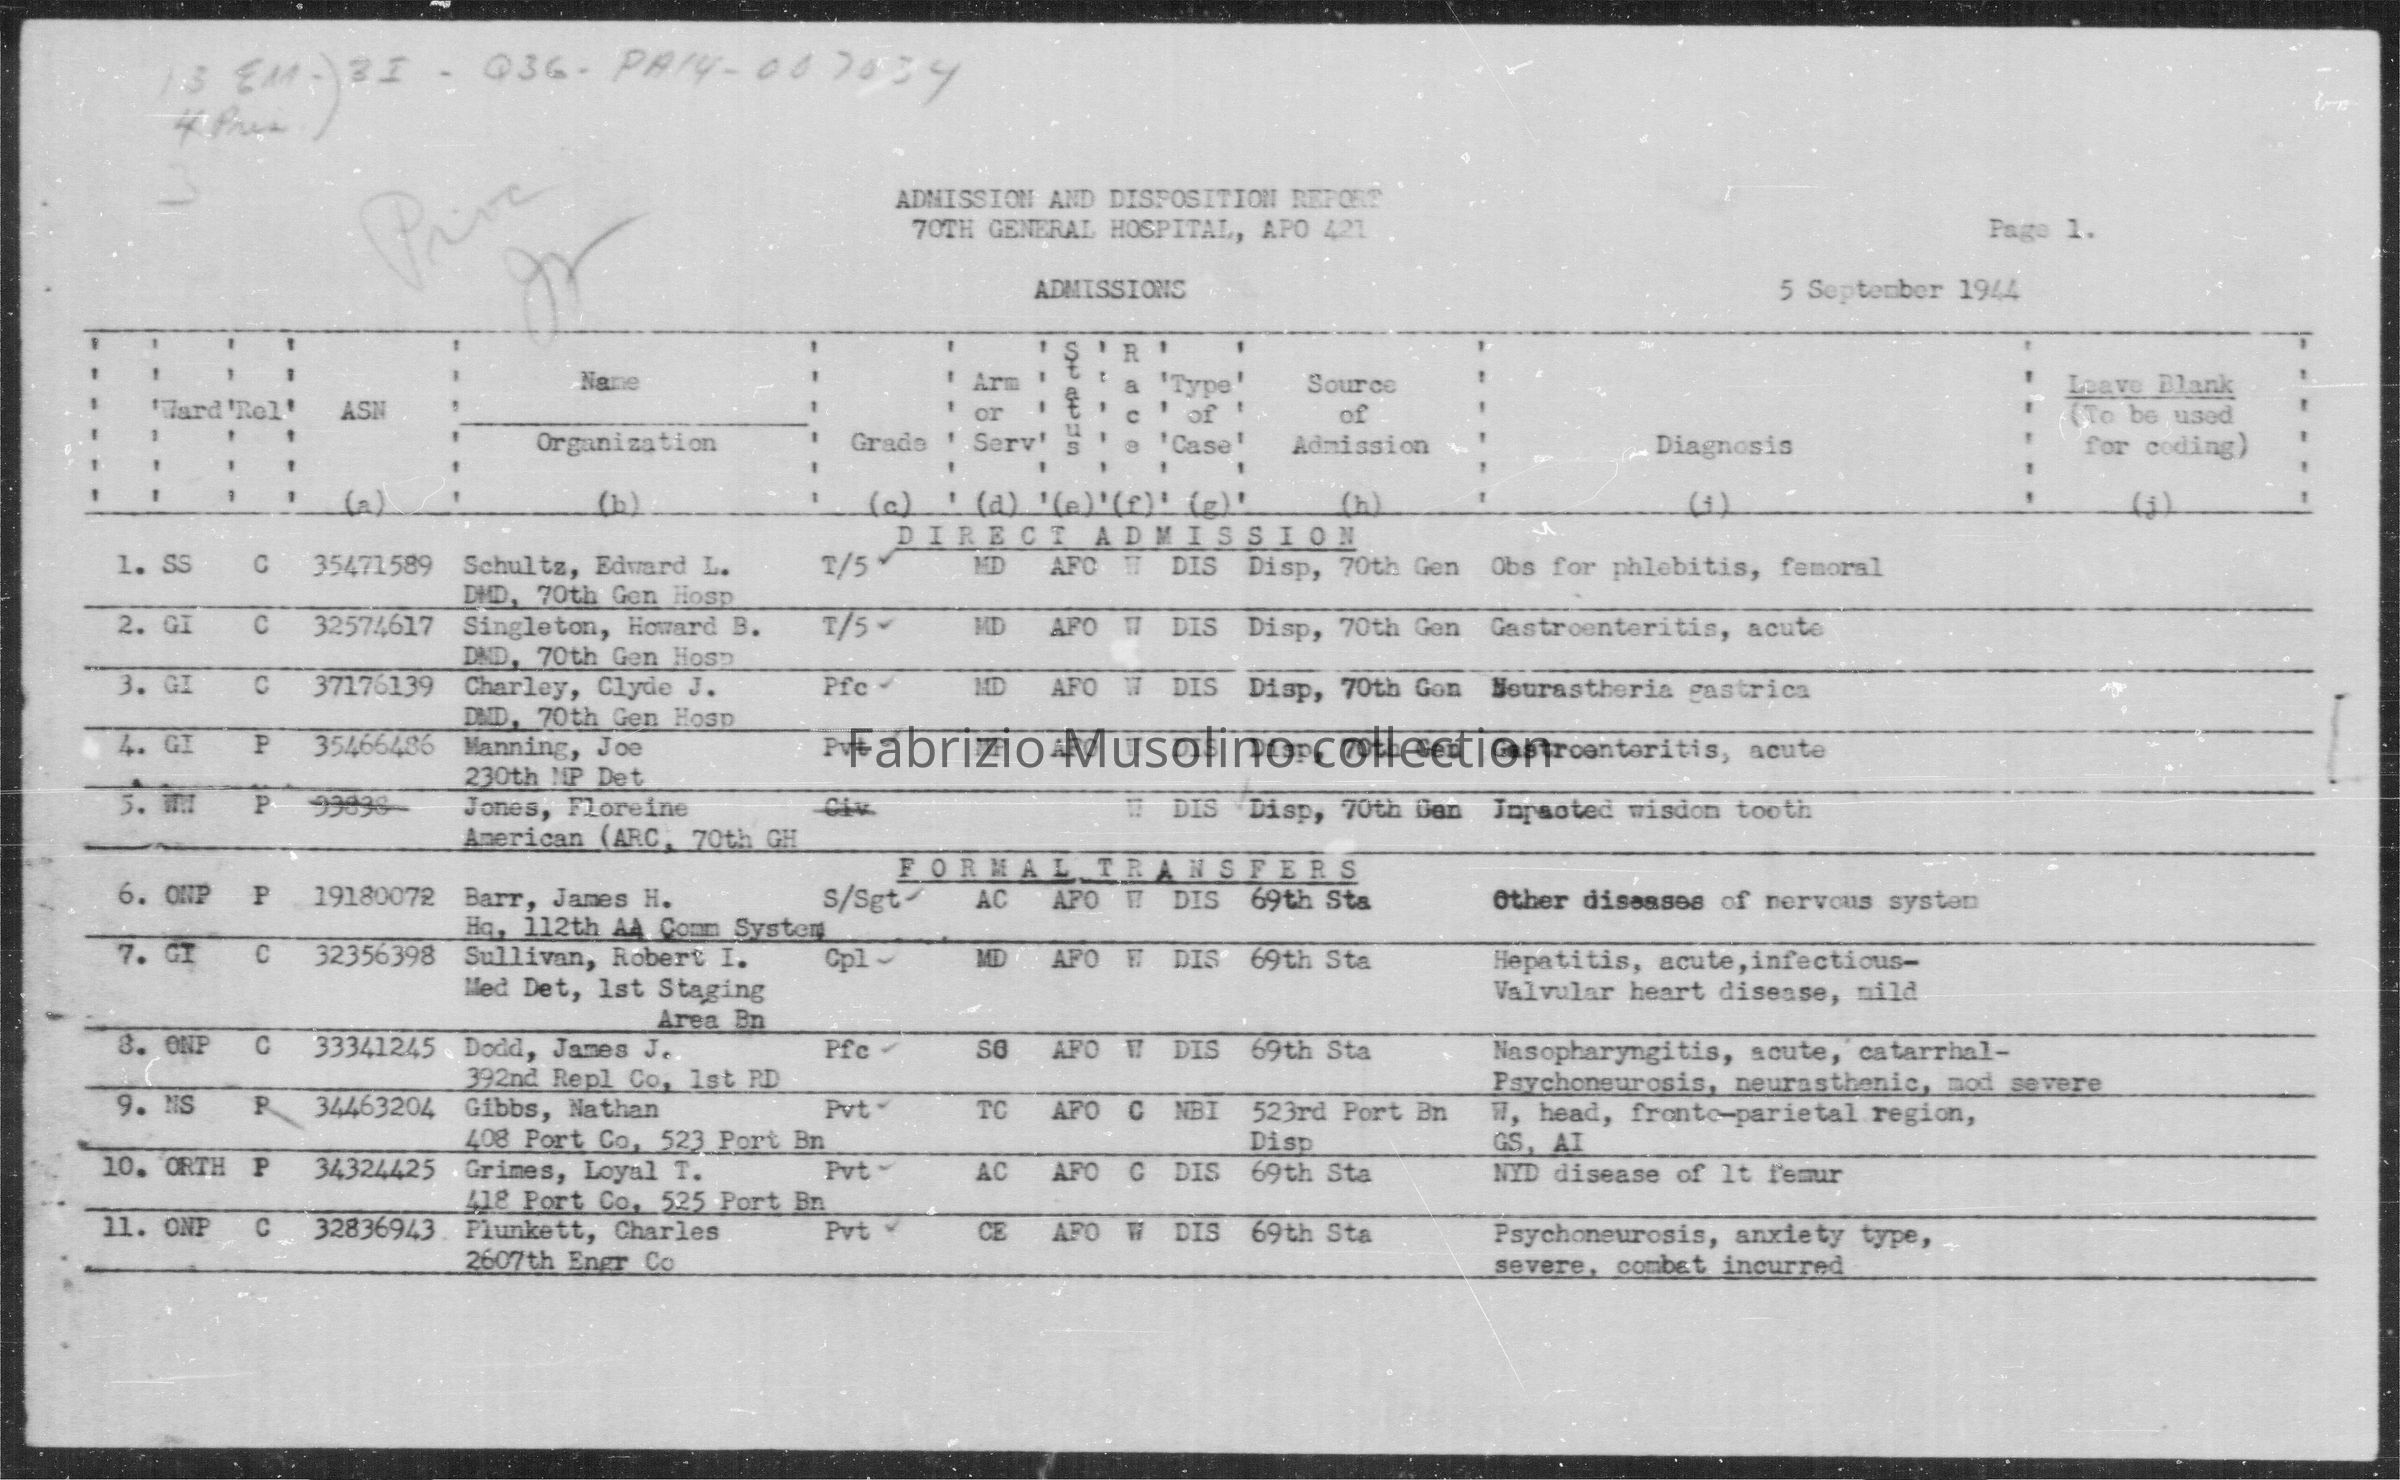 13 EM-) 3I - Q36- PA14-007034
4 Pris.)
3
ADMISSION AND DISPOSITION REPORT
70TH GENERAL HOSPITAL, APO 421
Page 1.
ADMISSIONS
5 September 1944
Ward Rel ASN Name Organization Grade Arm or Serv Status Race Type of Case Source of Admission Diagnosis Leave Blank (To be used for coding)
(a) (b) (c) (d) (e) (f) (g) (h) (i) (j)
DIRECT ADMISSION
1. SS C 35471589 Schultz, Edward L. T/5 MD AFO W DIS Disp, 70th Gen Obs for phlebitis, femoral
DMD, 70th Gen Hosp
2. GI C 32574617 Singleton, Howard B. T/5 MD AFO W DIS Disp, 70th Gen Gastroenteritis, acute
DMD, 70th Gen Hosp
3. GI C 37176139 Charley, Clyde J. Pfc MD AFO W DIS Disp, 70th Gen Neurastheria gastrica
DMD, 70th Gen Hosp
4. GI P 35466486 Manning, Joe Pvt MP AFO W DIS Disp, 70th Gen Gastroenteritis, acute
Fabrizio Musolino collection
230th MP Det
5. WM P 93838 Jones, Floreine Civ W DIS Disp, 70th Gen Impacted wisdom tooth
American (ARC, 70th GH
FORMAL TRANSFERS
6. ONP P 19180072 Barr, James H. S/Sgt AC AFO W DIS 69th Sta Other diseases of nervous system
Hq, 112th AA Comm System
7. GI C 32356398 Sullivan, Robert I. Cpl MD AFO W DIS 69th Sta Hepatitis, acute,infectious-
Med Det, 1st Staging Valvular heart disease, mild
Area Bn
8. ONP C 33341245 Dodd, James J. Pfc SC AFO W DIS 69th Sta Nasopharyngitis, acute, catarrhal-
392nd Repl Co, 1st RD Psychoneurosis, neurasthenic, mod severe
9. NS P 34463204 Gibbs, Nathan Pvt TC AFO C NBI 523rd Port Bn W, head, fronto-parietal region,
408 Port Co, 523 Port Bn Disp GS, AI
10. ORTH P 34324425 Grimes, Loyal T. Pvt AC AFO C DIS 69th Sta NYD disease of lt femur
418 Port Co, 525 Port Bn
11. ONP C 32836943 Plunkett, Charles Pvt CE AFO W DIS 69th Sta Psychoneurosis, anxiety type,
2607th Engr Co severe, combat incurred